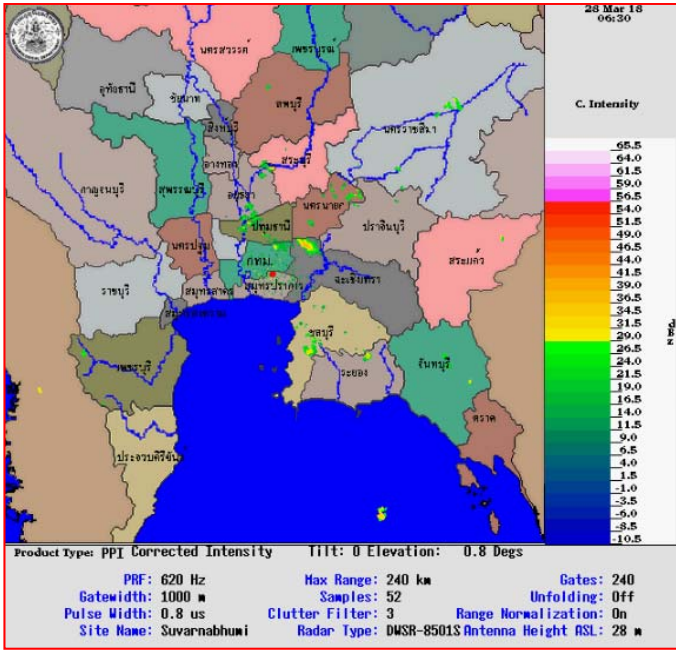 28 Mar 18
06:30
C. Intensity
65.5
64.0
61.5
59.0
56.5
54.0
51.5
49.0
46.5
44.0
41.5
39.0
36.5
34.0
31.5
29.0
26.5
24.0
21.5
19.0
16.5
14.0
11.5
9.0
6.5
4.0
1.5
-1.0
-3.5
-6.0
-8.5
-10.5
นครสวรรค์
เพชรบูรณ์
อุทัยธานี
ชัยนาท
ลพบุรี
สิงห์บุรี
นครราชสีมา
อ่างทอง
สระบุรี
กาญจนบุรี
สุพรรณบุรี
อยุธยา
นครนายก
ปราจีนบุรี
ปทุมธานี
นครปฐม
กทม.
สระแก้ว
ฉะเชิงเทรา
ราชบุรี
สมุทรสาคร
สมุทรปราการ
ชลบุรี
เพชรบุรี
ระยอง
จันทบุรี
ตราด
ประจวบคีรีขัน
Product Type: PPI Corrected Intensity Tilt: 0 Elevation: 0.8 Degs
PRF: 620 Hz Max Range: 240 km Gates: 240
Gatewidth: 1000 m Samples: 52 Unfolding: Off
Pulse Width: 0.8 us Clutter Filter: 3 Range Normalization: On
Site Name: Suvarnabhumi Radar Type: DWSR-8501S Antenna Height ASL: 28 m